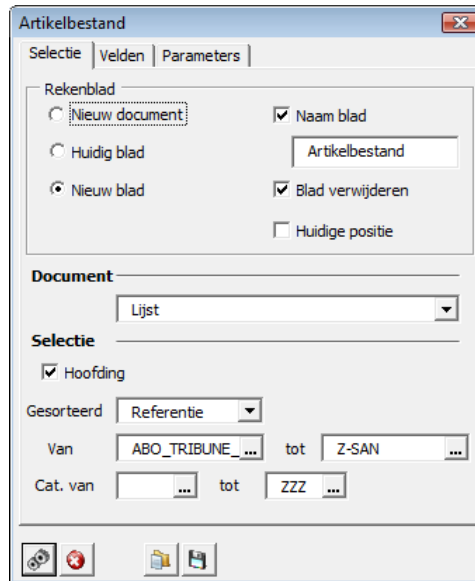 Artikelbestand
Selectie Velden Parameters
Rekenblad
Nieuw document Naam blad
Huidig blad Artikelbestand
Nieuw blad Blad verwijderen
Huidige positie
Document
Lijst
Selectie
Hoofding
Gesorteerd Referentie
Van ABO_TRIBUNE_ ... tot Z-SAN ...
Cat. van ... tot ZZZ ...